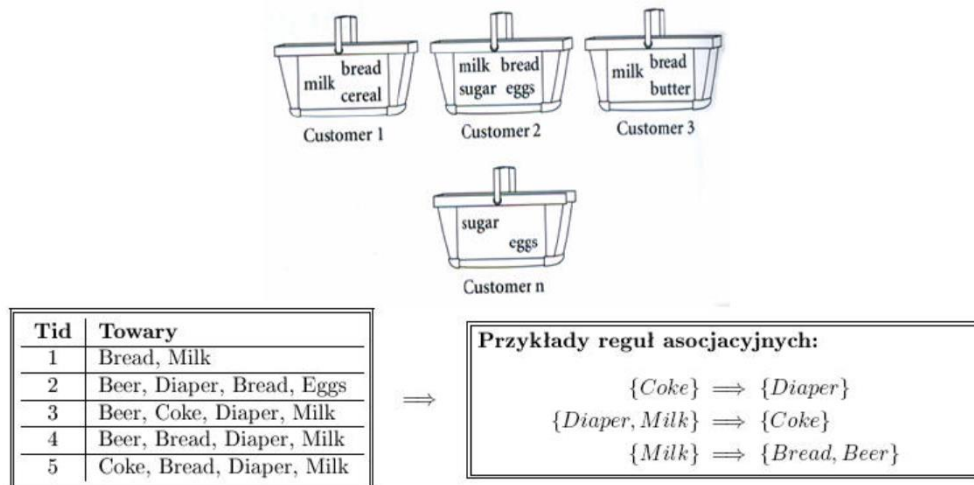 milk bread cereal
Customer 1
milk bread
sugar eggs
Customer 2
milk bread butter
Customer 3
sugar
eggs
Customer n
Tid Towary
1 Bread, Milk
2 Beer, Diaper, Bread, Eggs
3 Beer, Coke, Diaper, Milk
4 Beer, Bread, Diaper, Milk
5 Coke, Bread, Diaper, Milk
⟹
Przykłady reguł asocjacyjnych:
{Coke} ⟹ {Diaper}
{Diaper, Milk} ⟹ {Coke}
{Milk} ⟹ {Bread, Beer}